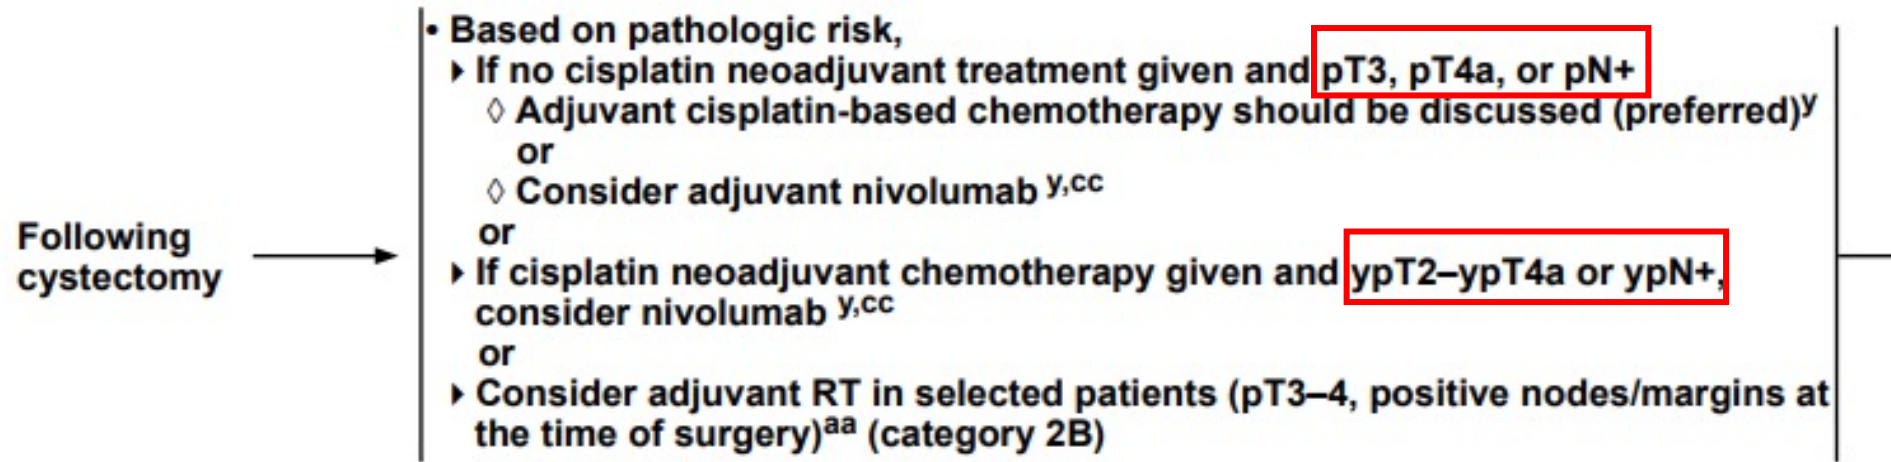 • Based on pathologic risk,
▸ If no cisplatin neoadjuvant treatment given and pT3, pT4a, or pN+
◊ Adjuvant cisplatin-based chemotherapy should be discussed (preferred)y
or
◊ Consider adjuvant nivolumab y,cc
or
Following
cystectomy
▸ If cisplatin neoadjuvant chemotherapy given and ypT2–ypT4a or ypN+,
consider nivolumab y,cc
or
▸ Consider adjuvant RT in selected patients (pT3–4, positive nodes/margins at
the time of surgery)aa (category 2B)